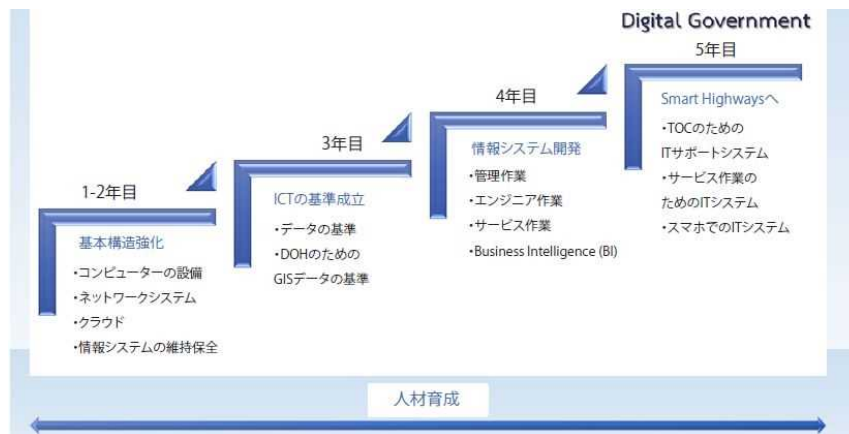 Digital Government
1-2年目
基本構造強化
・コンピューターの設備
・ネットワークシステム
・クラウド
・情報システムの維持保全
3年目
ICTの基準成立
・データの基準
・DOHのための
GISデータの基準
4年目
情報システム開発
・管理作業
・エンジニア作業
・サービス作業
・Business Intelligence (BI)
5年目
Smart Highwaysへ
・TOCのための
ITサポートシステム
・サービス作業の
ためのITシステム
・スマホでのITシステム
人材育成